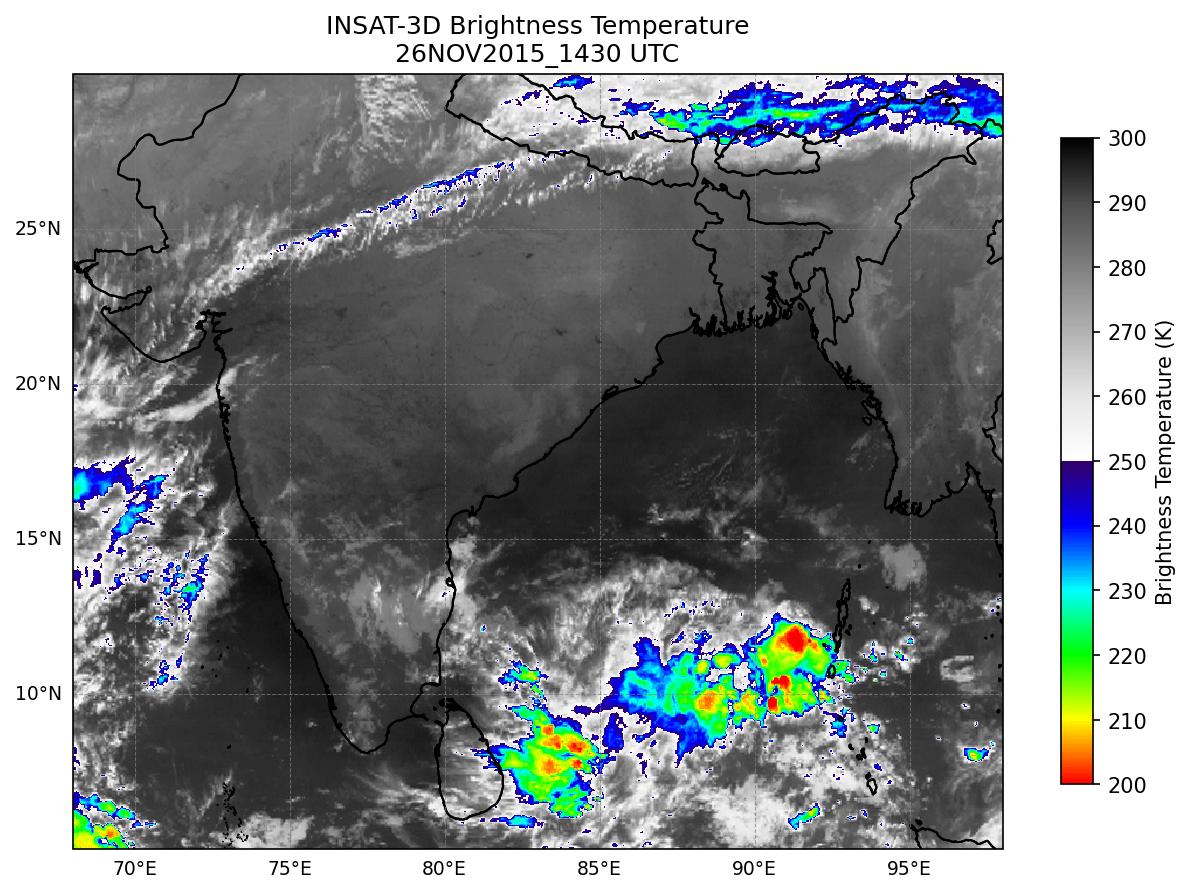 INSAT-3D Brightness Temperature
26NOV2015_1430 UTC
25°N
20°N
15°N
10°N
70°E
75°E
80°E
85°E
90°E
95°E
300
290
280
270
260
250
240
230
220
210
200
Brightness Temperature (K)